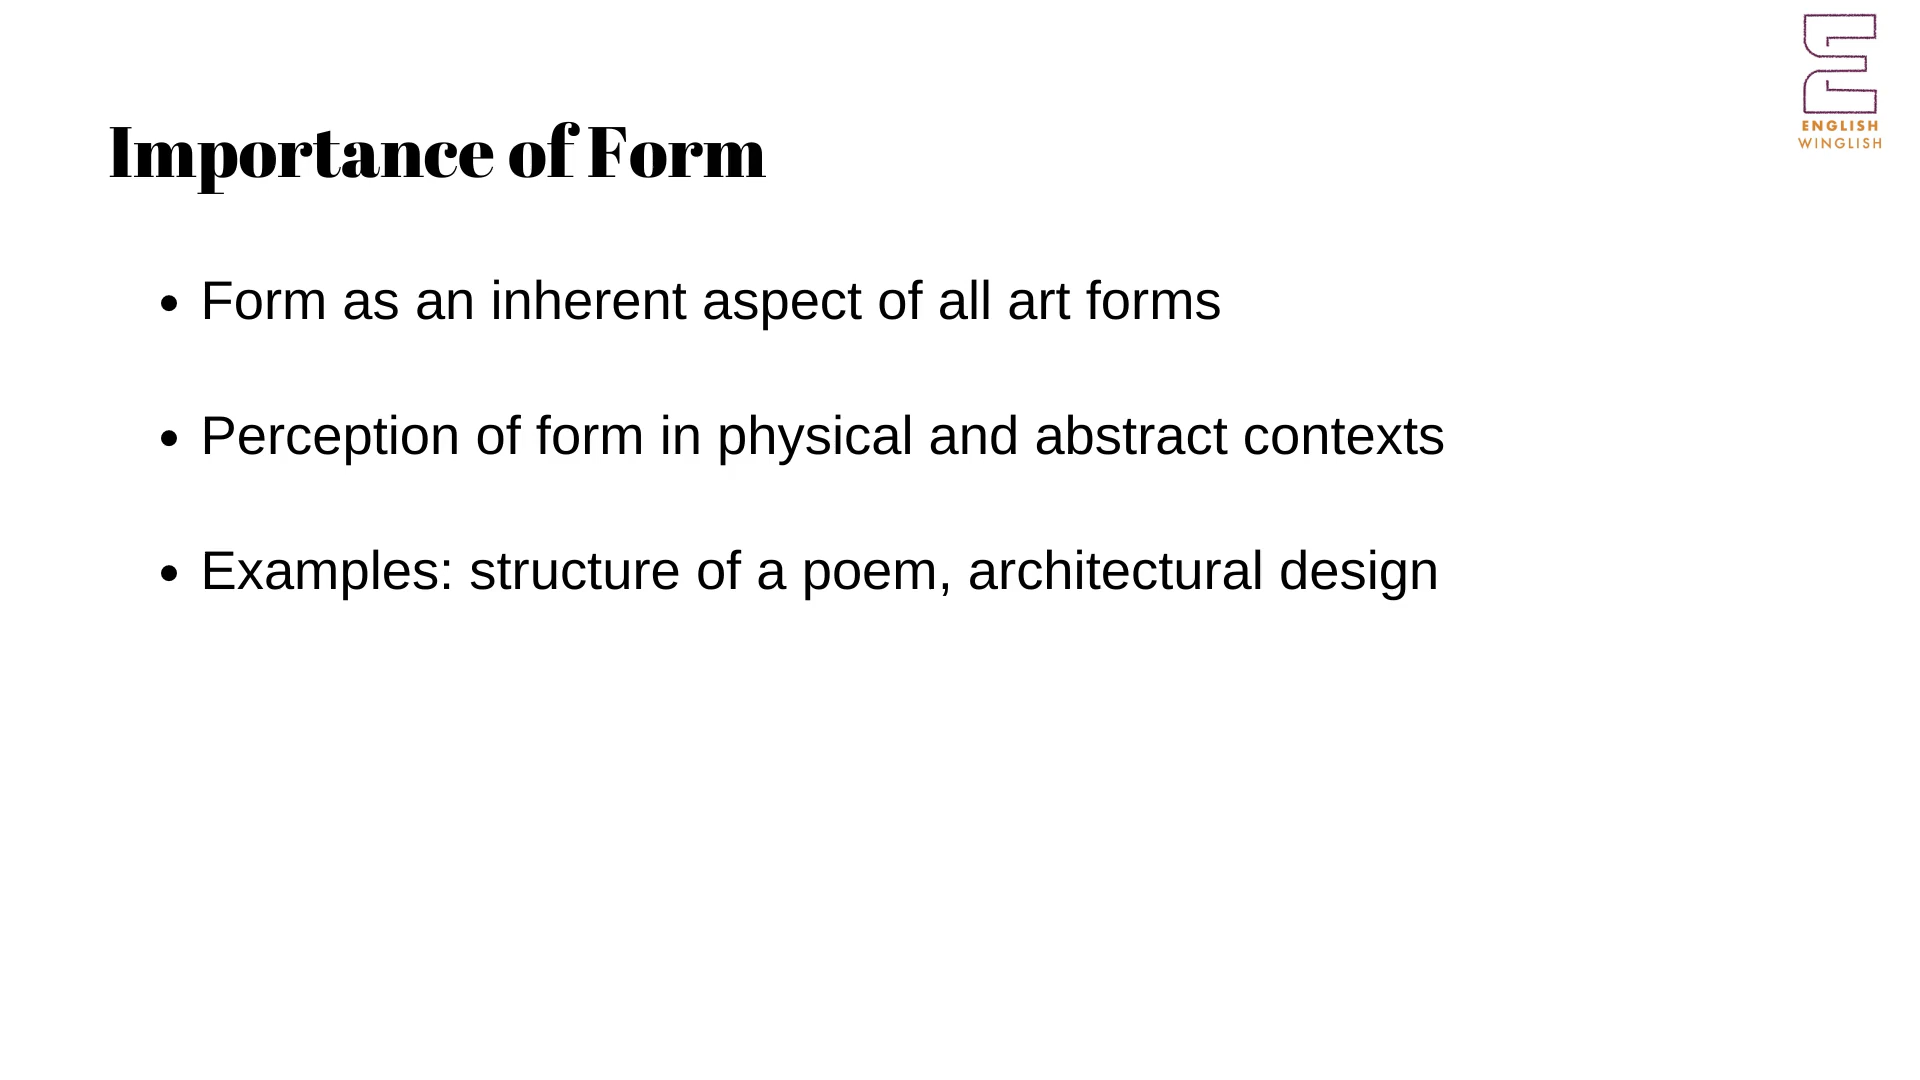 ENGLISH
WINGLISH
Importance of Form
• Form as an inherent aspect of all art forms
• Perception of form in physical and abstract contexts
• Examples: structure of a poem, architectural design